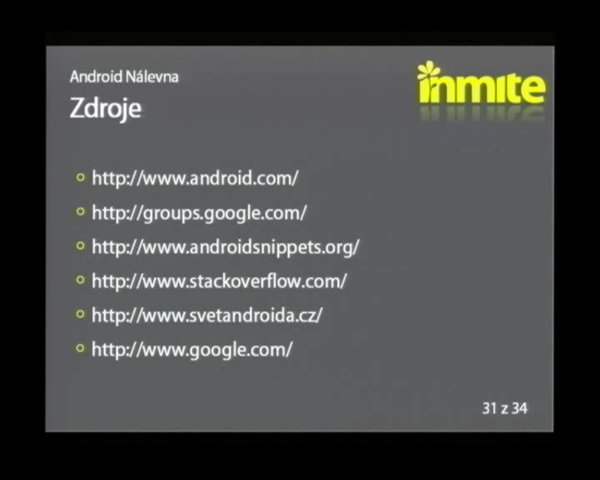 Android Nálevna
Zdroje
inmite
http://www.android.com/
http://groups.google.com/
http://www.androidsnippets.org/
http://www.stackoverflow.com/
http://www.svetandroida.cz/
http://www.google.com/
31 z 34